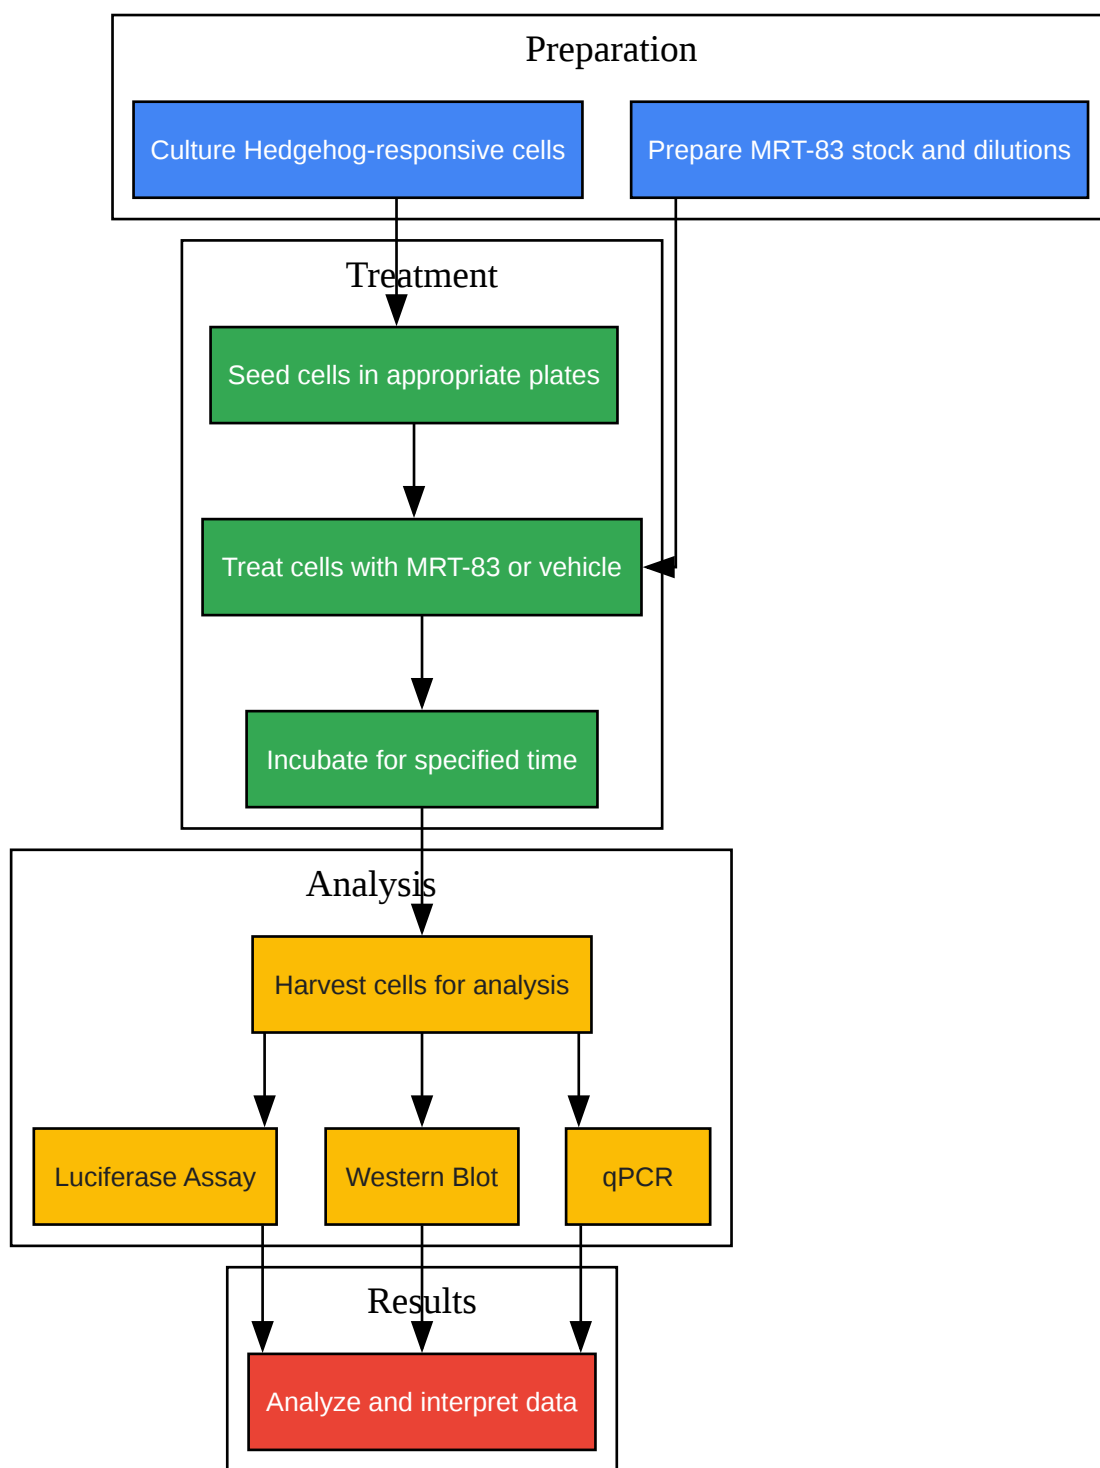 Preparation
Culture Hedgehog-responsive cells
Prepare MRT-83 stock and dilutions
Treatment
Seed cells in appropriate plates
Treat cells with MRT-83 or vehicle
Incubate for specified time
Analysis
Harvest cells for analysis
Luciferase Assay
Western Blot
qPCR
Results
Analyze and interpret data